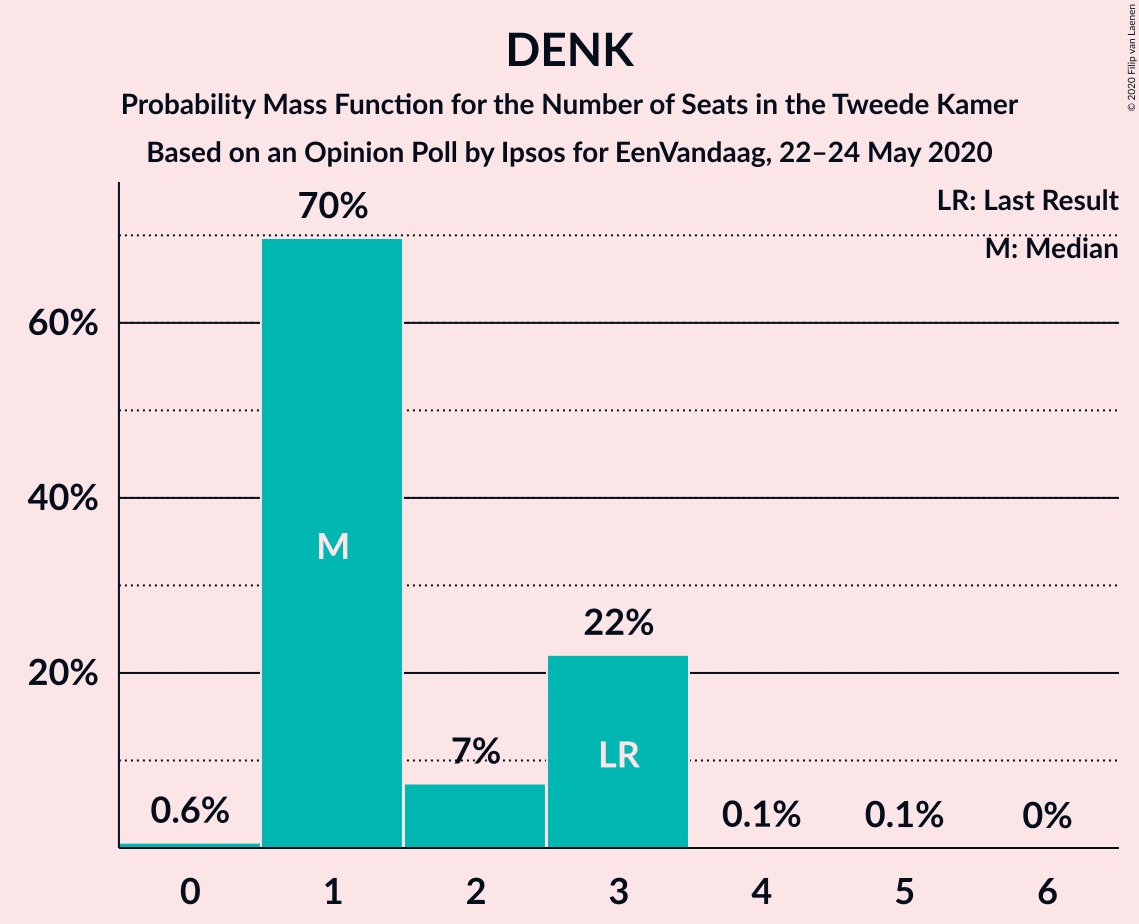 DENK
Probability Mass Function for the Number of Seats in the Tweede Kamer
Based on an Opinion Poll by Ipsos for EenVandaag, 22–24 May 2020
© 2020 Filip van Laenen
LR: Last Result
M: Median
70%
60%
40%
20%
M
22%
LR
7%
0.6%
0.1%
0.1%
0%
0 1 2 3 4 5 6